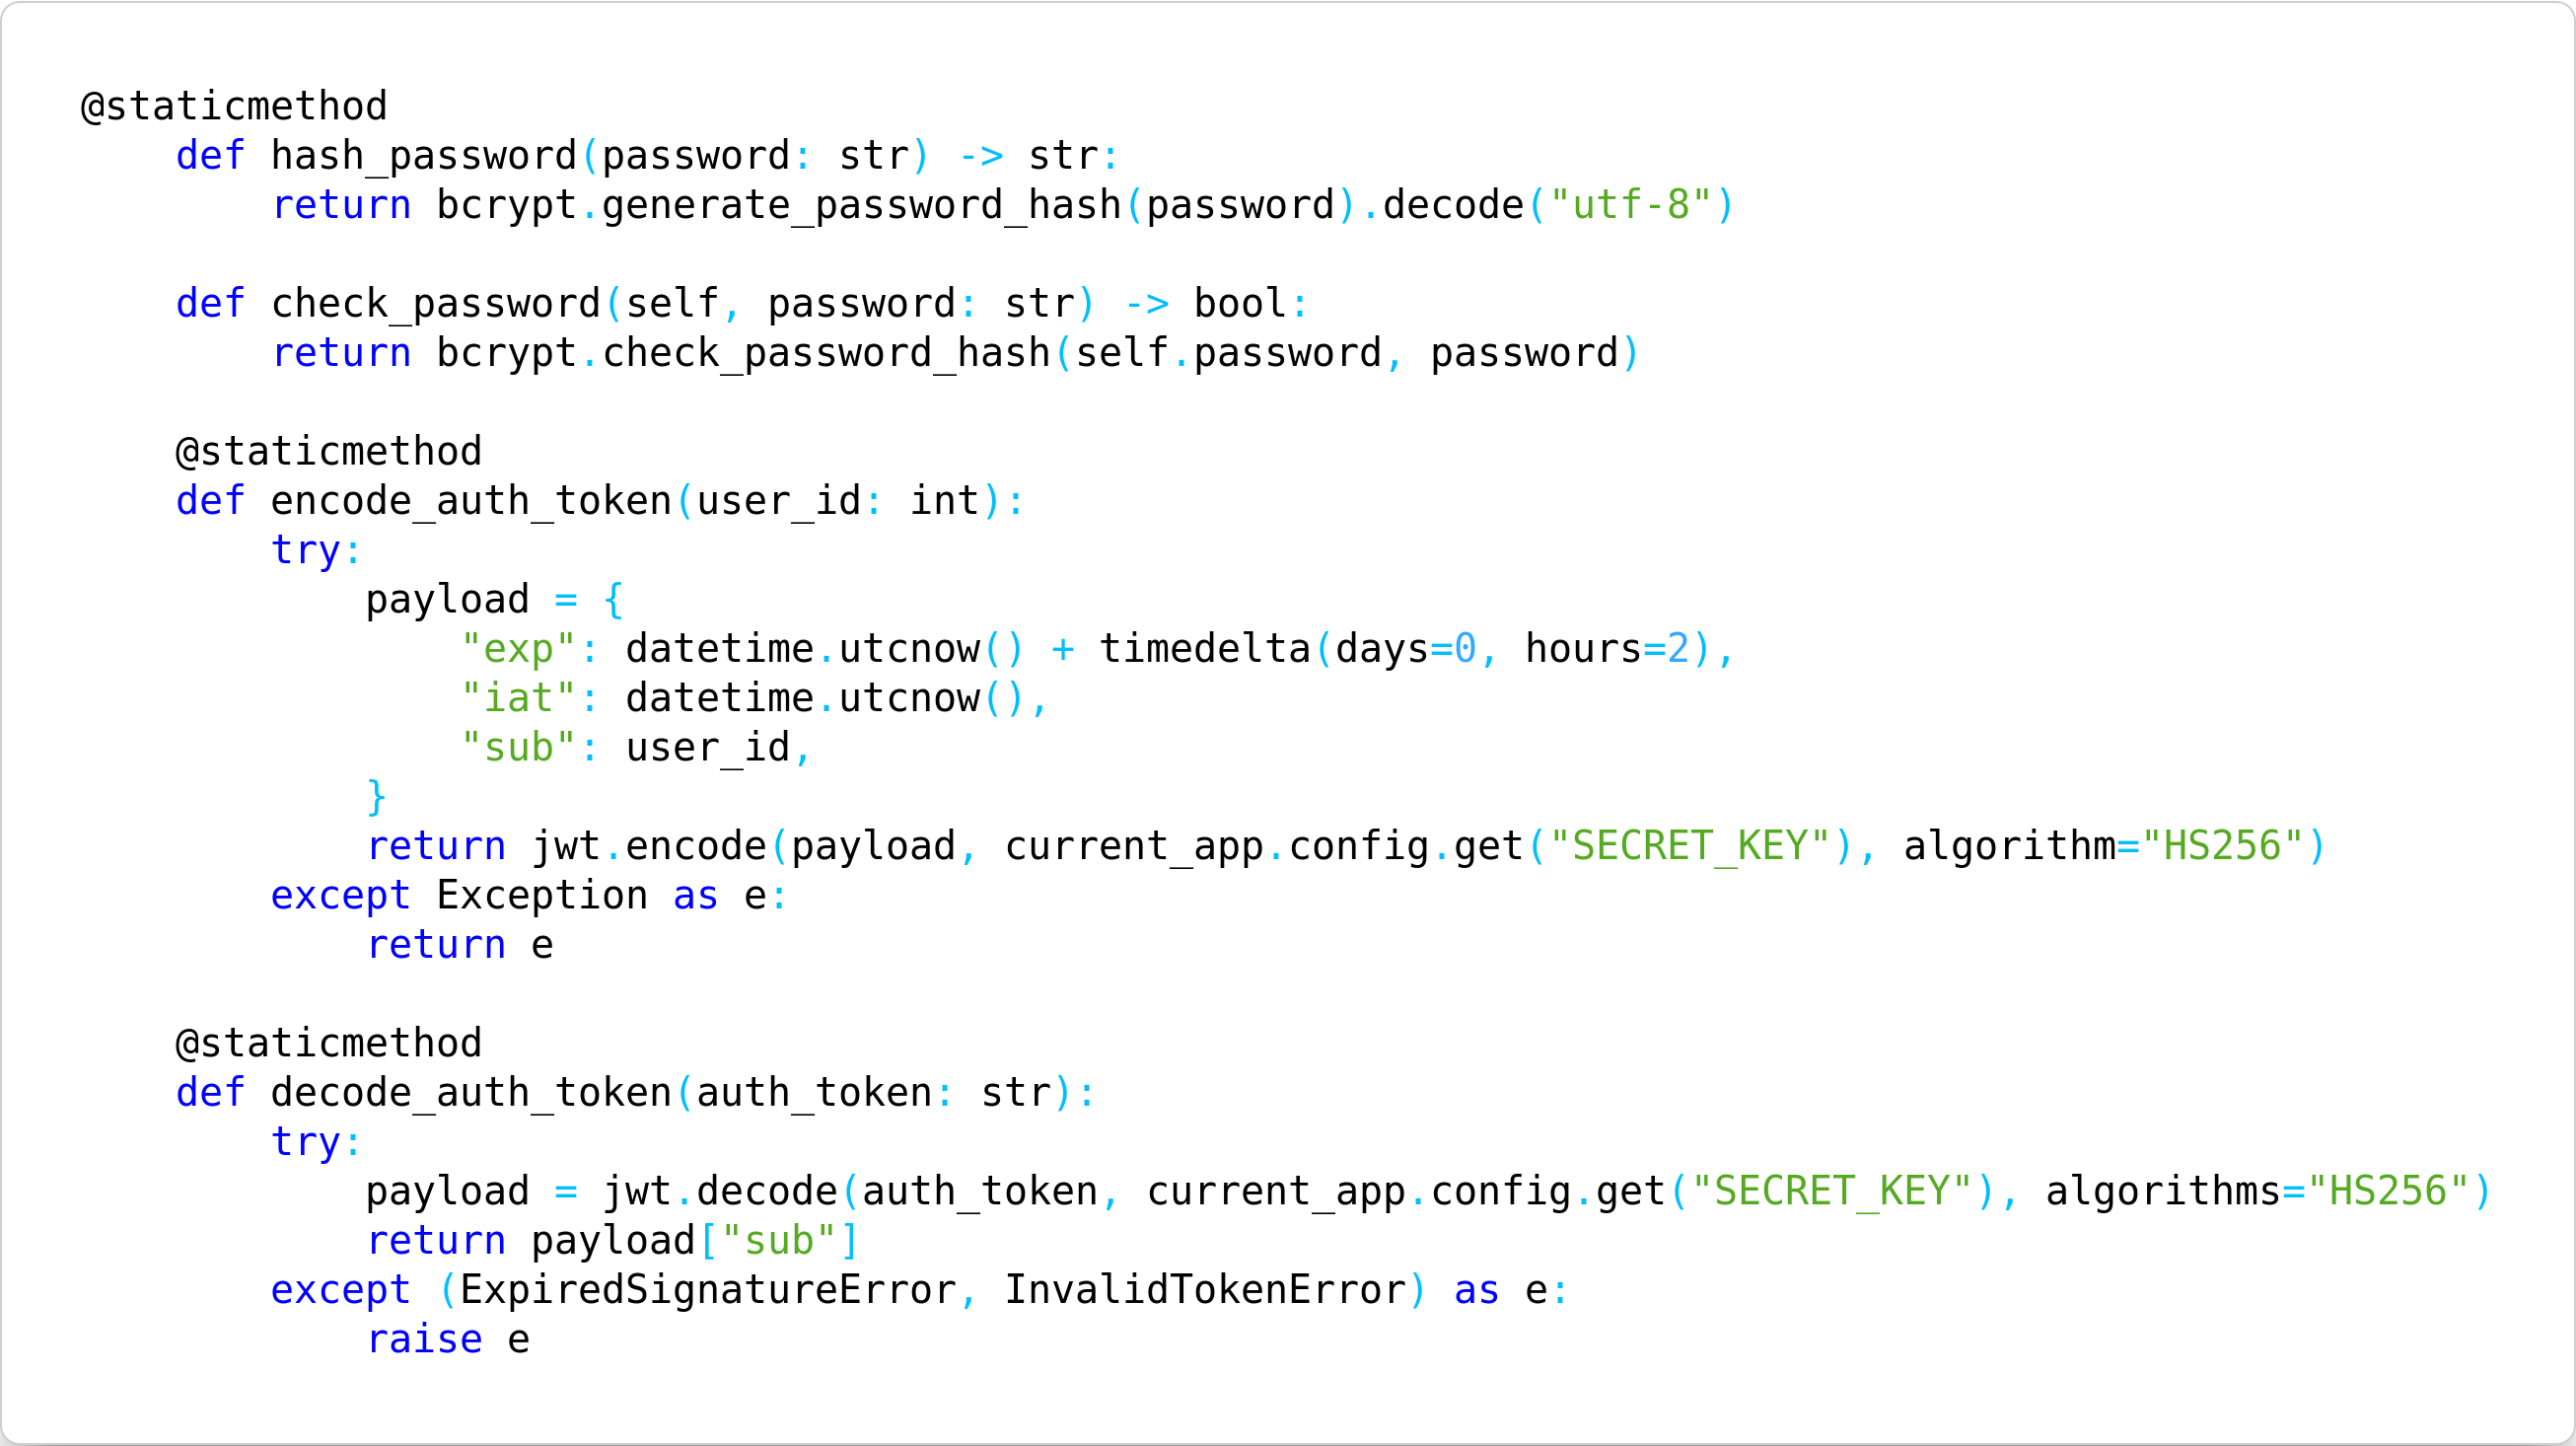 @staticmethod
    def hash_password(password: str) -> str:
        return bcrypt.generate_password_hash(password).decode("utf-8")

    def check_password(self, password: str) -> bool:
        return bcrypt.check_password_hash(self.password, password)

    @staticmethod
    def encode_auth_token(user_id: int):
        try:
            payload = {
                "exp": datetime.utcnow() + timedelta(days=0, hours=2),
                "iat": datetime.utcnow(),
                "sub": user_id,
            }
            return jwt.encode(payload, current_app.config.get("SECRET_KEY"), algorithm="HS256")
        except Exception as e:
            return e

    @staticmethod
    def decode_auth_token(auth_token: str):
        try:
            payload = jwt.decode(auth_token, current_app.config.get("SECRET_KEY"), algorithms="HS256")
            return payload["sub"]
        except (ExpiredSignatureError, InvalidTokenError) as e:
            raise e